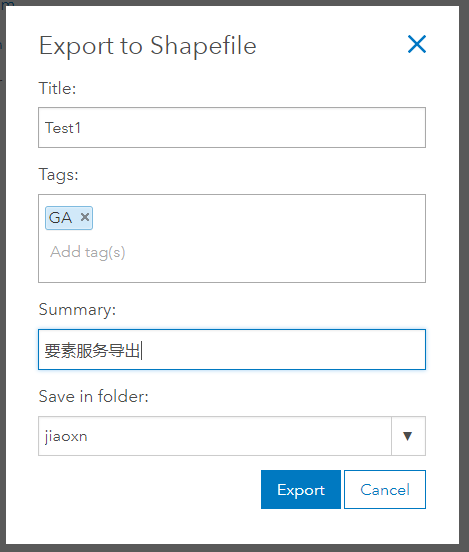 Export to Shapefile
Title:
Test1
Tags:
GA
Add tag(s)
Summary:
要素服务导出
Save in folder:
jiaoxn
Export Cancel